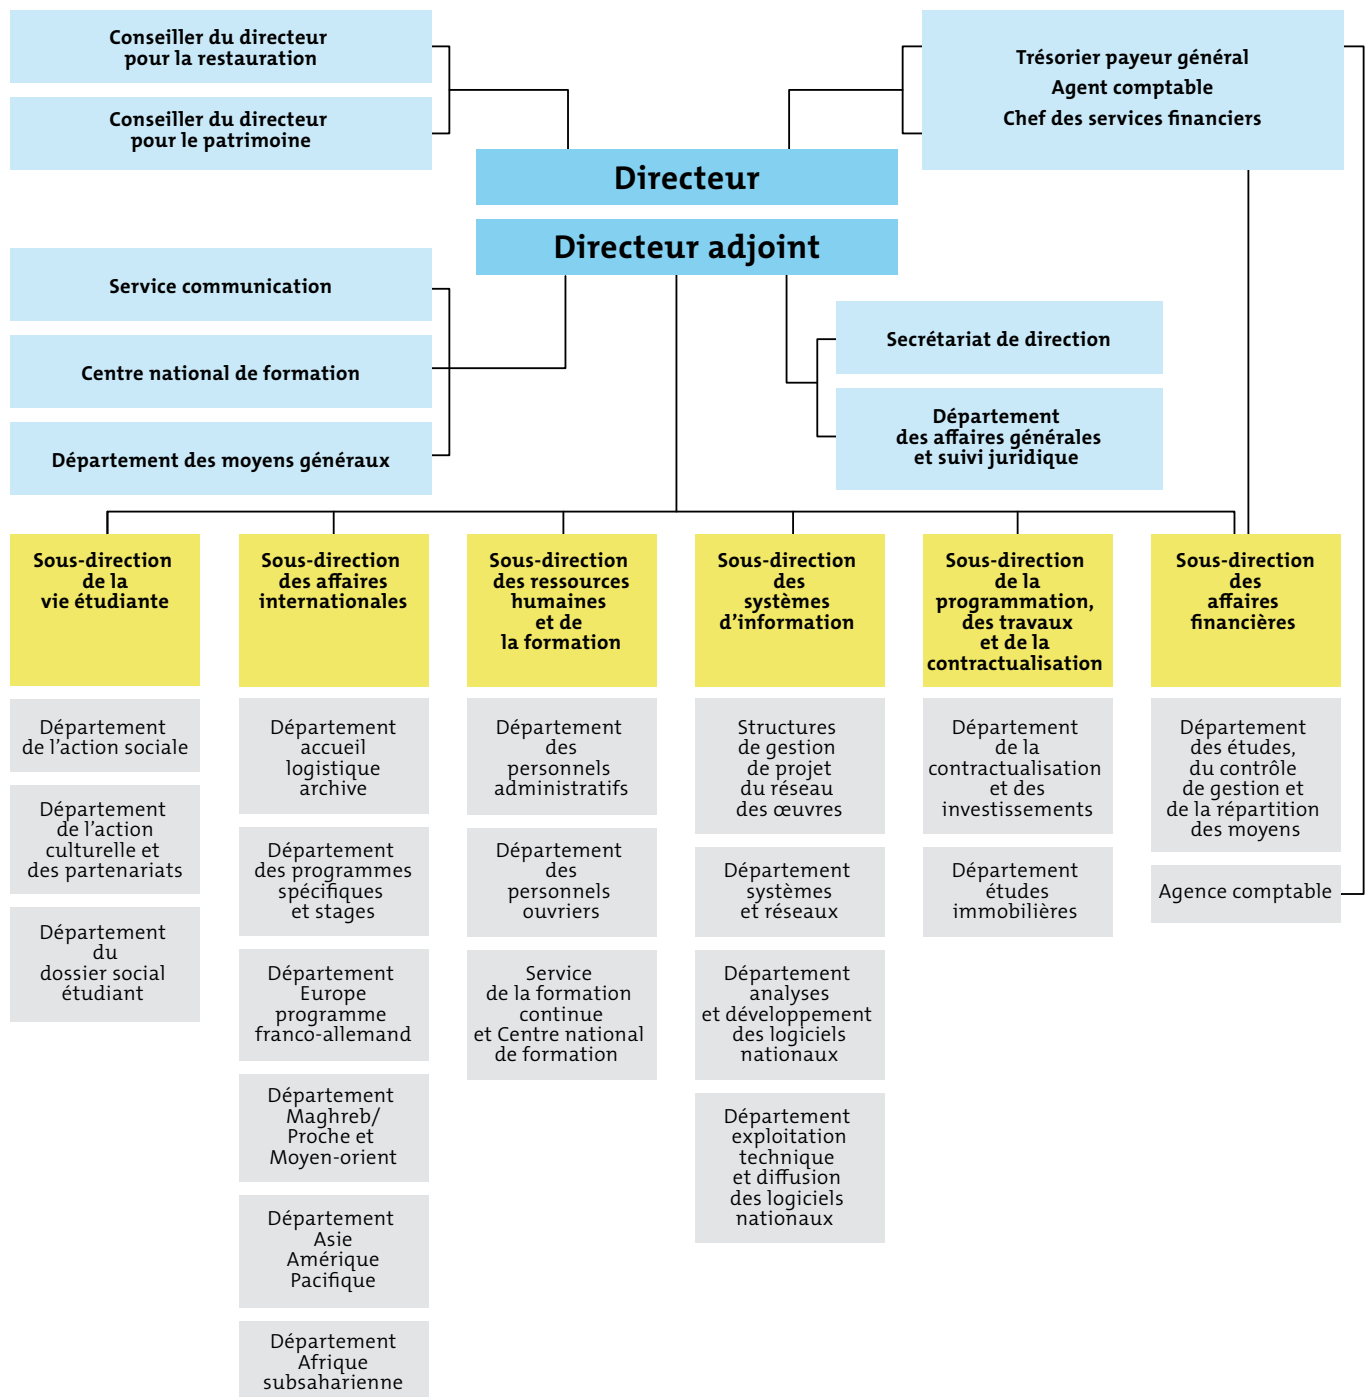 Conseiller du directeur
pour la restauration
Conseiller du directeur
pour le patrimoine
Trésorier payeur général
Agent comptable
Chef des services financiers
Directeur
Directeur adjoint
Service communication
Centre national de formation
Département des moyens généraux
Secrétariat de direction
Département
des affaires générales
et suivi juridique
Sous-direction
de la
vie étudiante
Département
de l'action sociale
Département
de l'action
culturelle et
des partenariats
Département
du
dossier social
étudiant
Sous-direction
des affaires
internationales
Département
accueil
logistique
archive
Département
des programmes
spécifiques
et stages
Département
Europe
programme
franco-allemand
Département
Maghreb/
Proche et
Moyen-orient
Département
Asie
Amérique
Pacifique
Département
Afrique
subsaharienne
Sous-direction
des ressources
humaines
et de
la formation
Département
des
personnels
administratifs
Département
des
personnels
ouvriers
Service
de la formation
continue
et Centre national
de formation
Sous-direction
des
systèmes
d'information
Structures
de gestion
de projet
du réseau
des œuvres
Département
systèmes
et réseaux
Département
analyses
et développement
des logiciels
nationaux
Département
exploitation
technique
et diffusion
des logiciels
nationaux
Sous-direction
de la
programmation,
des travaux
et de la
contractualisation
Département
de la
contractualisation
et des
investissements
Département
études
immobilières
Sous-direction
des
affaires
financières
Département
des études,
du contrôle
de gestion et
de la répartition
des moyens
Agence comptable